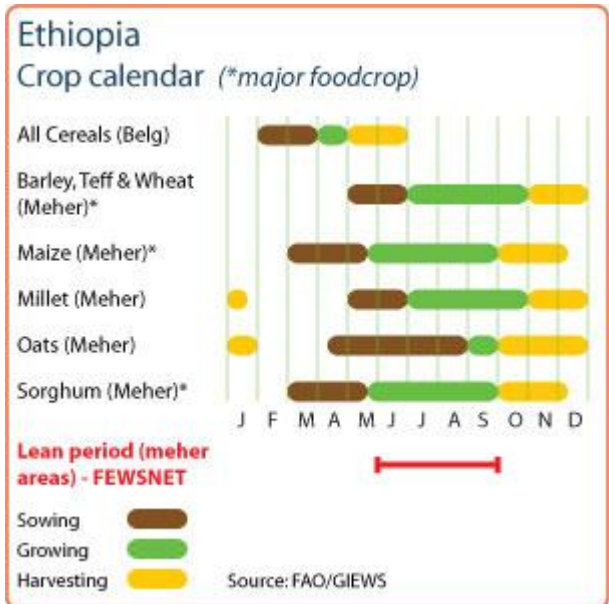 Ethiopia
Crop calendar (*major foodcrop)
All Cereals (Belg)
Barley, Teff & Wheat
(Meher)*
Maize (Meher)*
Millet (Meher)
Oats (Meher)
Sorghum (Meher)*
J F M A M J J A S O N D
Lean period (meher
areas) - FEWSNET
Sowing
Growing
Harvesting
Source: FAO/GIEWS